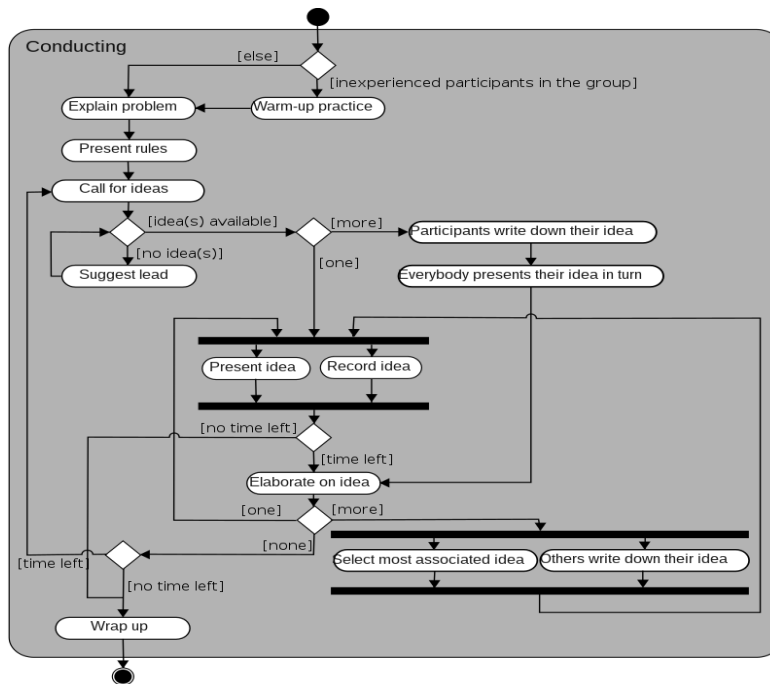 Conducting
[else]
[inexperienced participants in the group]
Explain problem
Warm-up practice
Present rules
Call for ideas
[idea(s) available]
[more]
Participants write down their idea
[no idea(s)]
[one]
Suggest lead
Everybody presents their idea in turn
Present idea
Record idea
[no time left]
[time left]
Elaborate on idea
[one]
[more]
[none]
[time left]
Select most associated idea
Others write down their idea
[no time left]
Wrap up